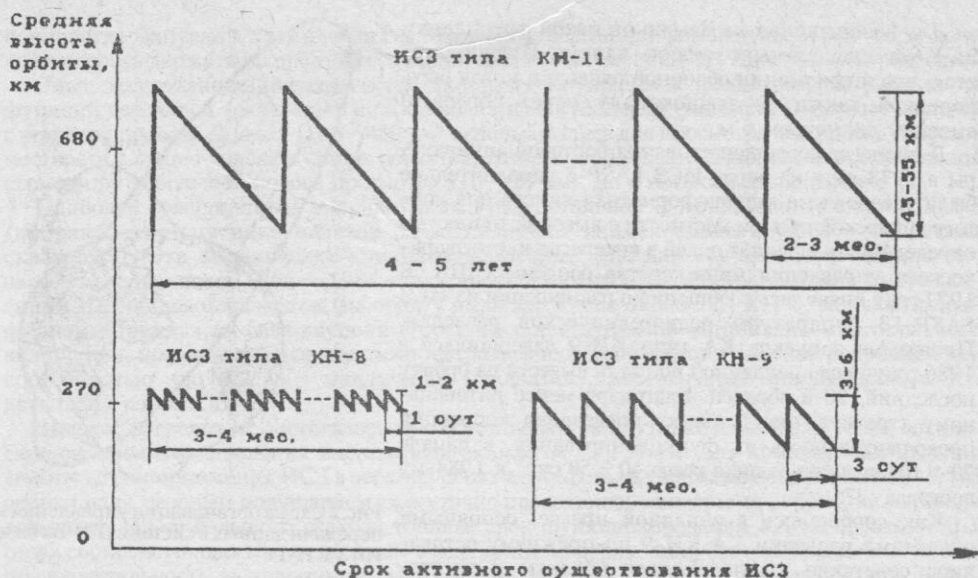 Средняя
высота
орбиты,
км
ИСЗ типа КН-11
680
45-55 км
2-3 мес.
4-5 лет
ИСЗ типа КН-8
ИСЗ типа КН-9
270
1-2 км
3-6 км
1 сут
3-4 мес.
3 сут
3-4 мес.
0
Срок активного существования ИСЗ